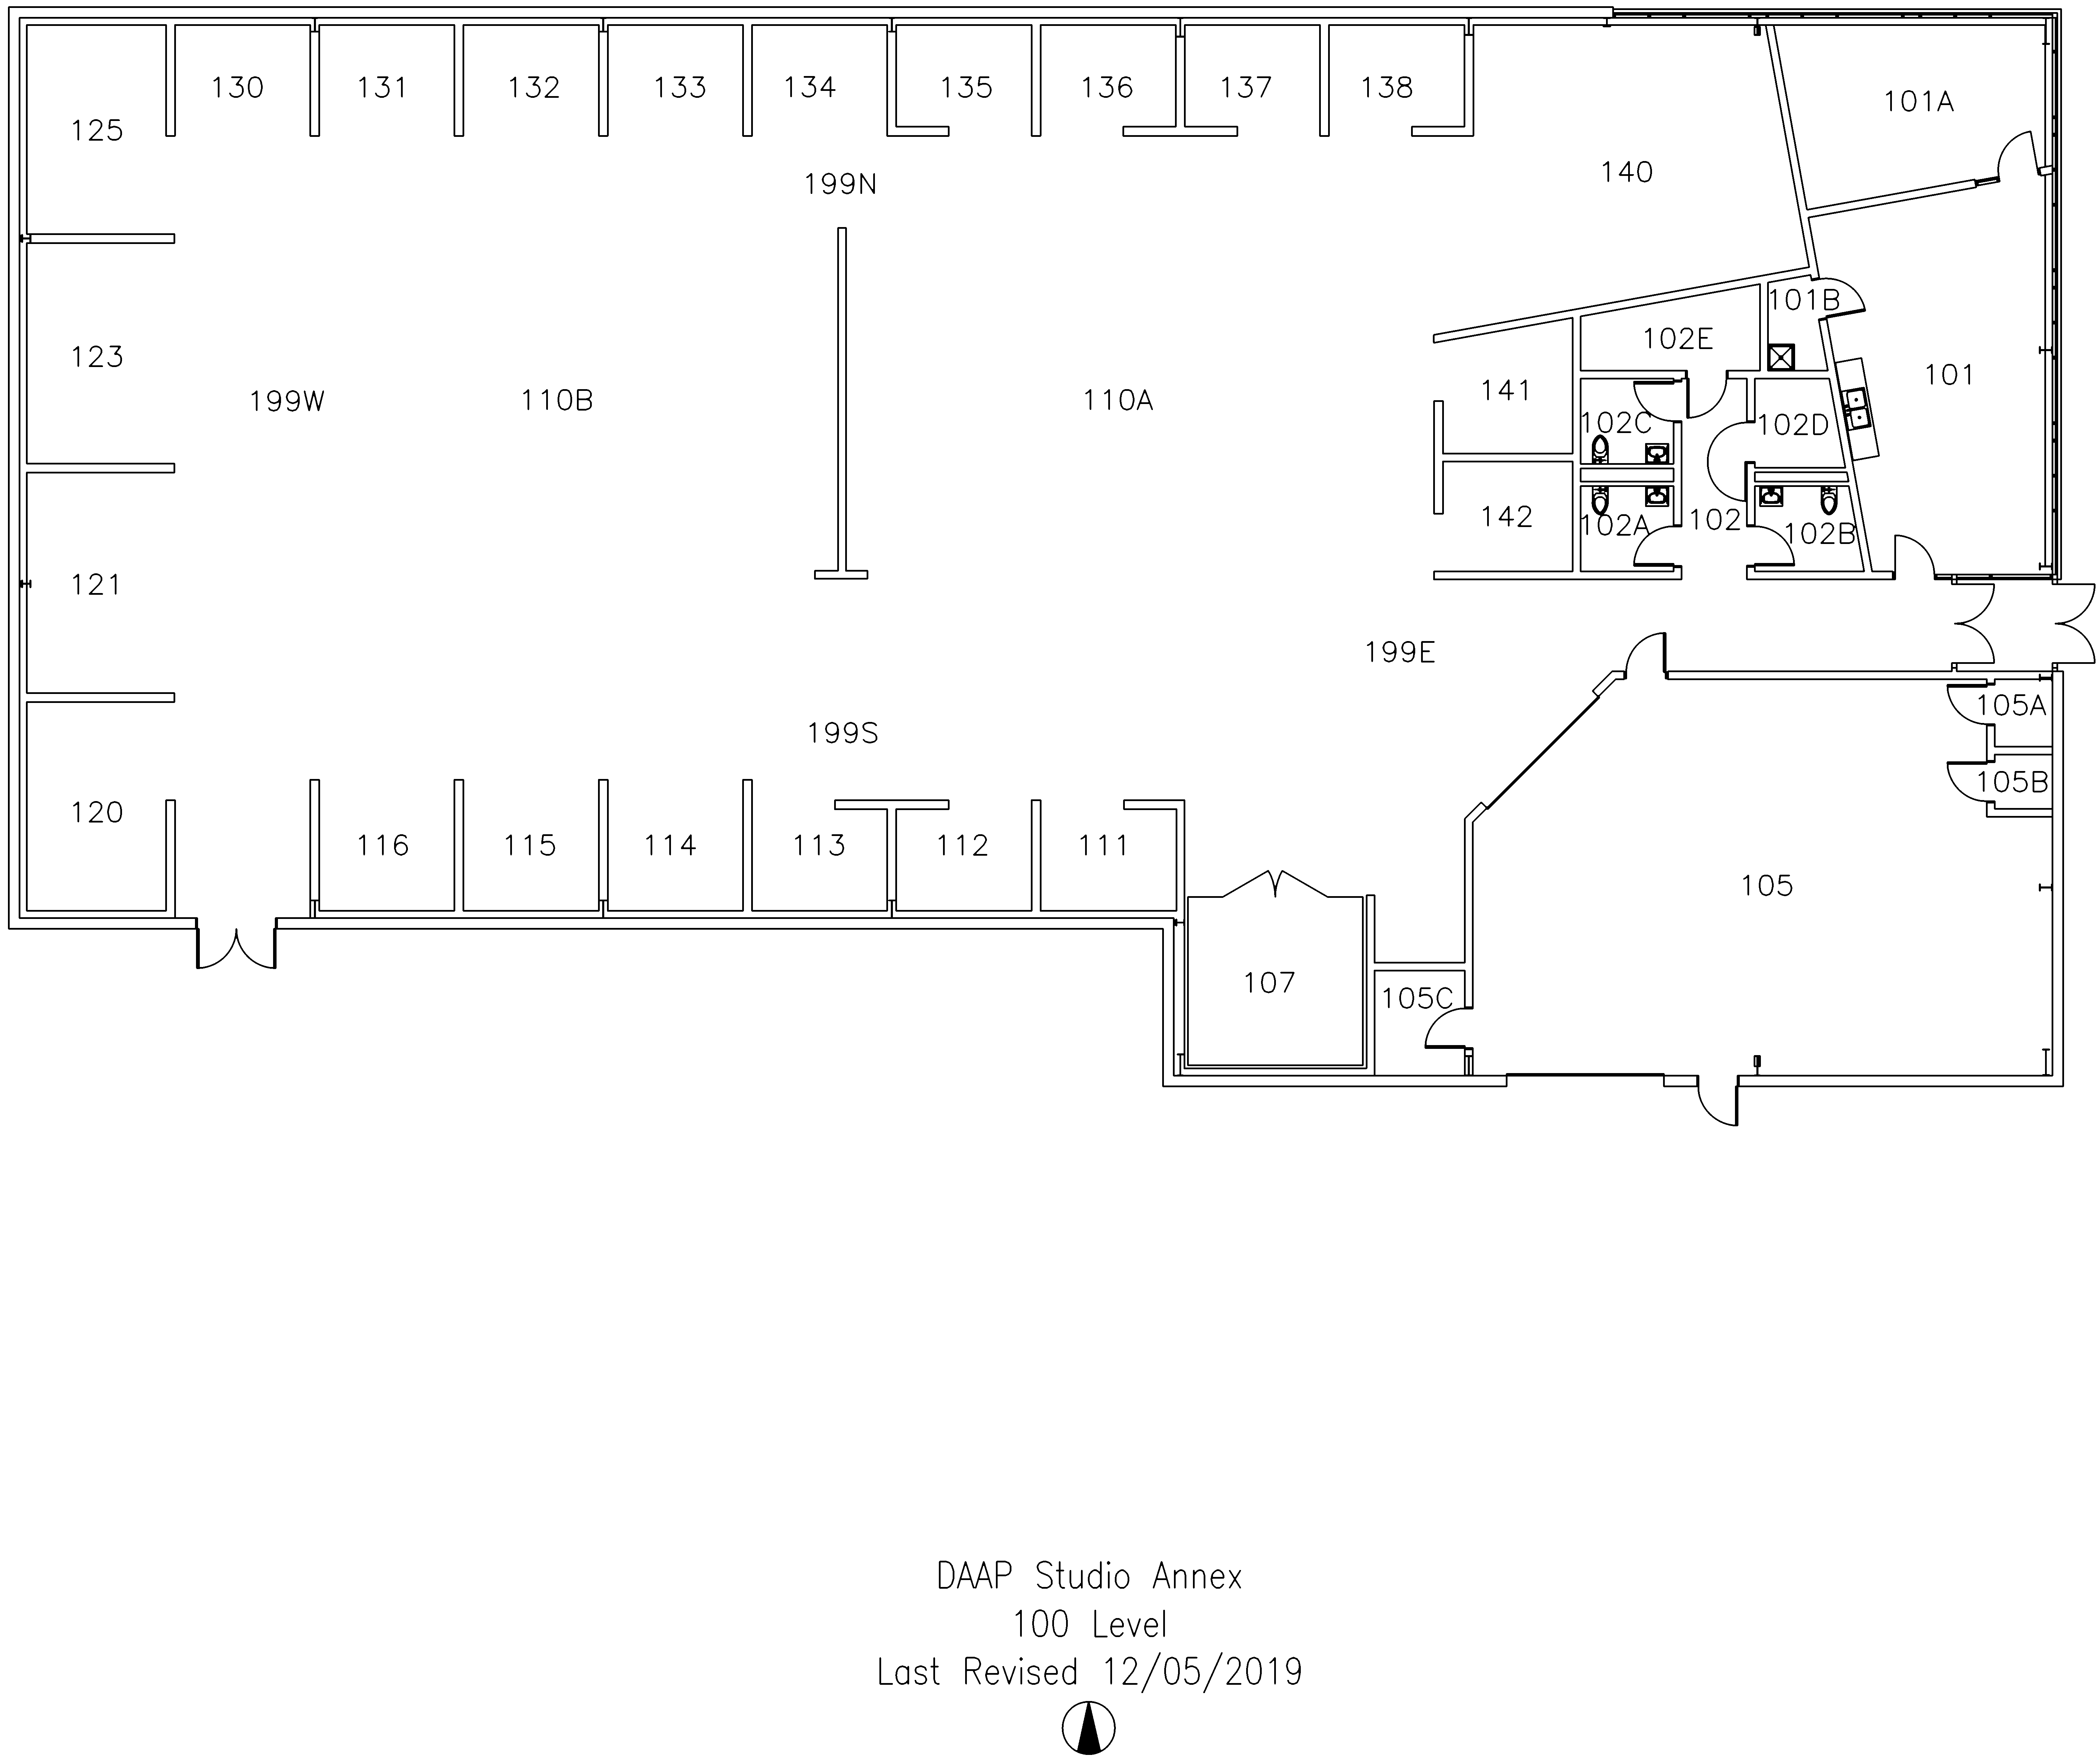 130 131 132 133 134 135 136 137 138
101A
125
140
199N
101B
102E
123
141
101
199W 110B 110A
102C 102D
142 102 102A 102B
121
199E
105A
199S
105B
120
116 115 114 113 112 111
105
107
105C
DAAP Studio Annex
100 Level
Last Revised 12/05/2019